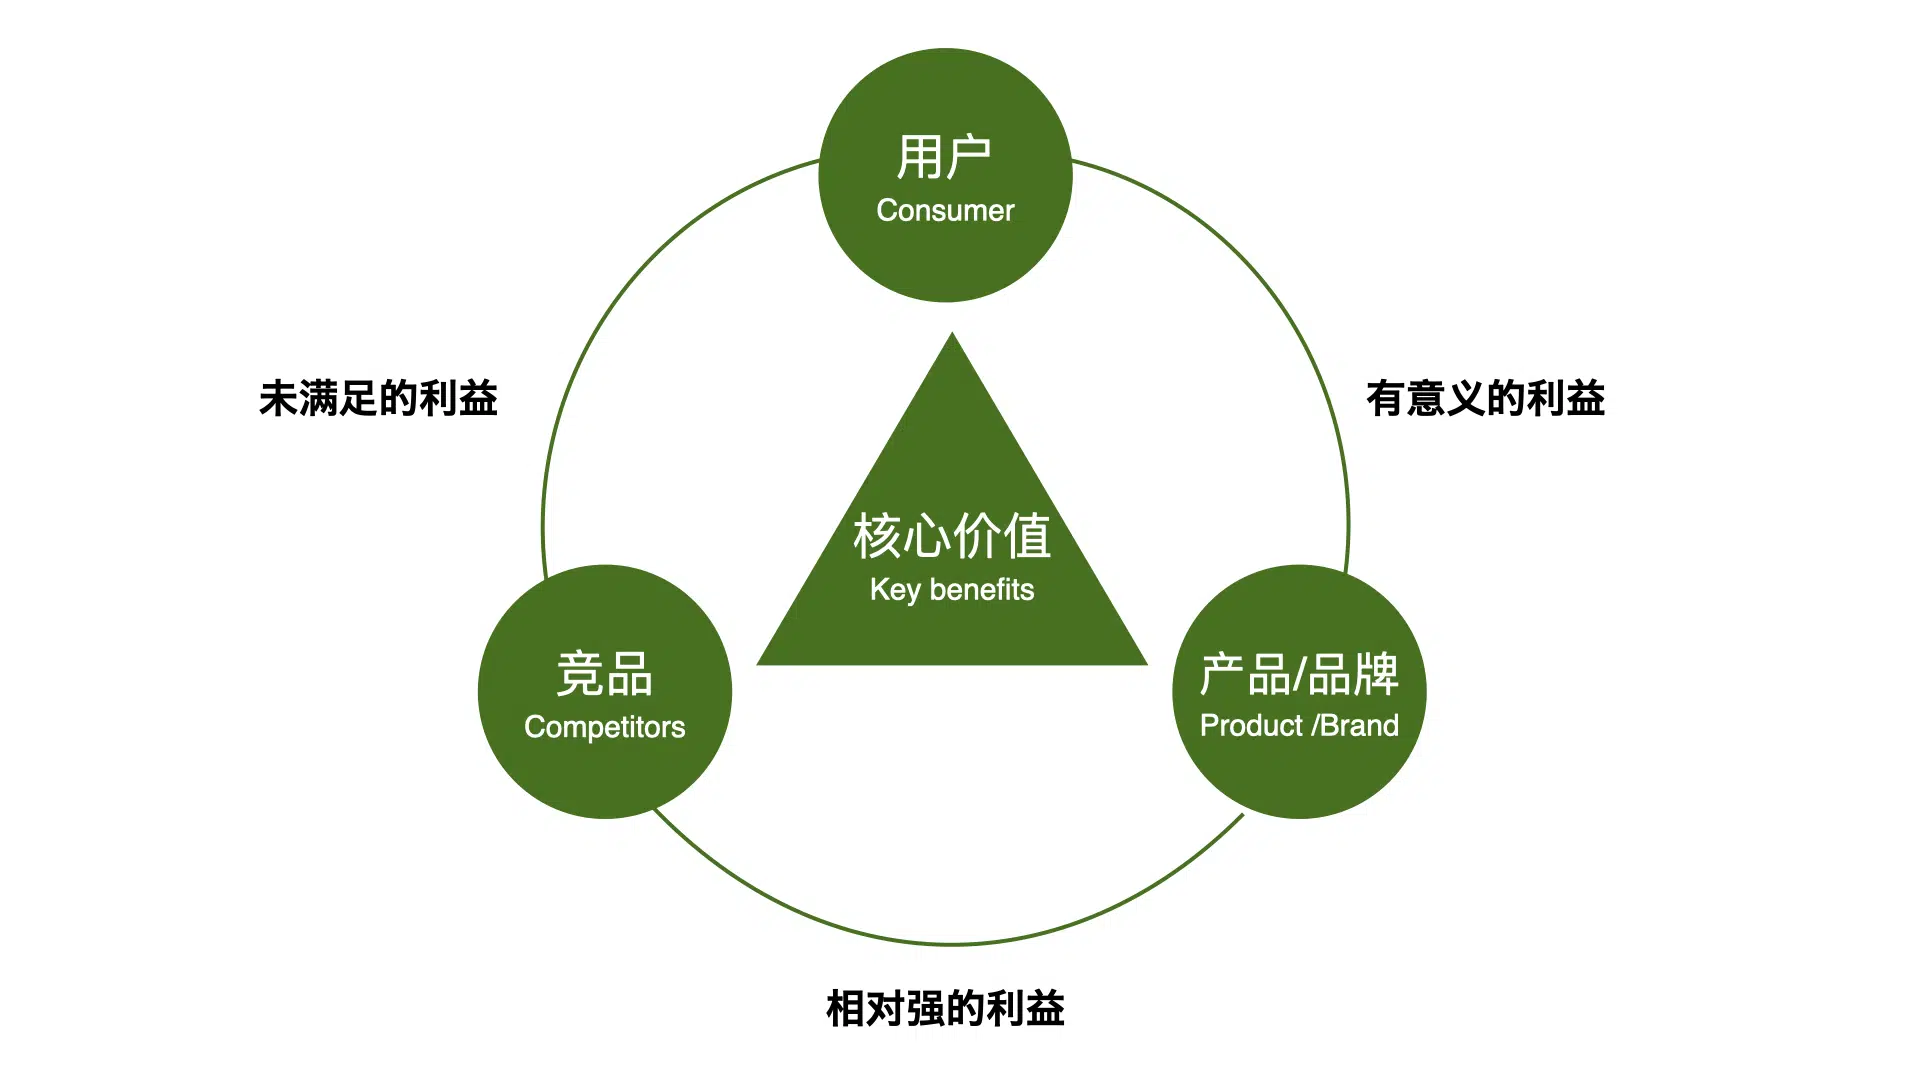 用户
Consumer
未满足的利益
有意义的利益
核心价值
Key benefits
竞品
Competitors
产品/品牌
Product /Brand
相对强的利益